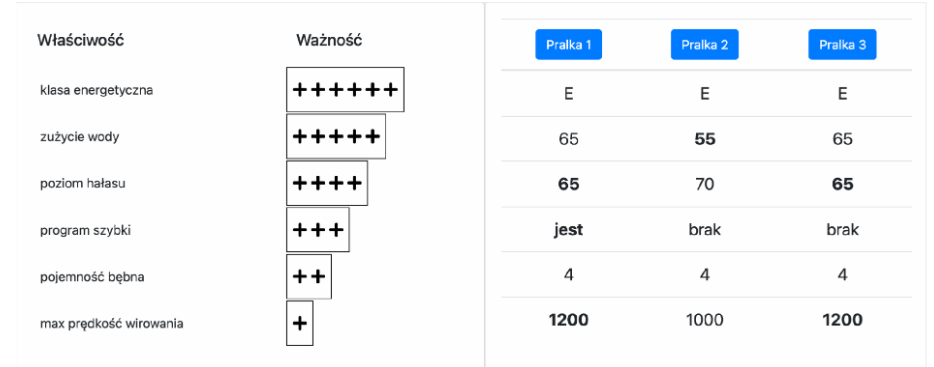 Właściwość Ważność Pralka 1 Pralka 2 Pralka 3
klasa energetyczna ++++++ E E E
zużycie wody +++++ 65 55 65
poziom hałasu ++++ 65 70 65
program szybki +++ jest brak brak
pojemność bębna ++ 4 4 4
max prędkość wirowania + 1200 1000 1200